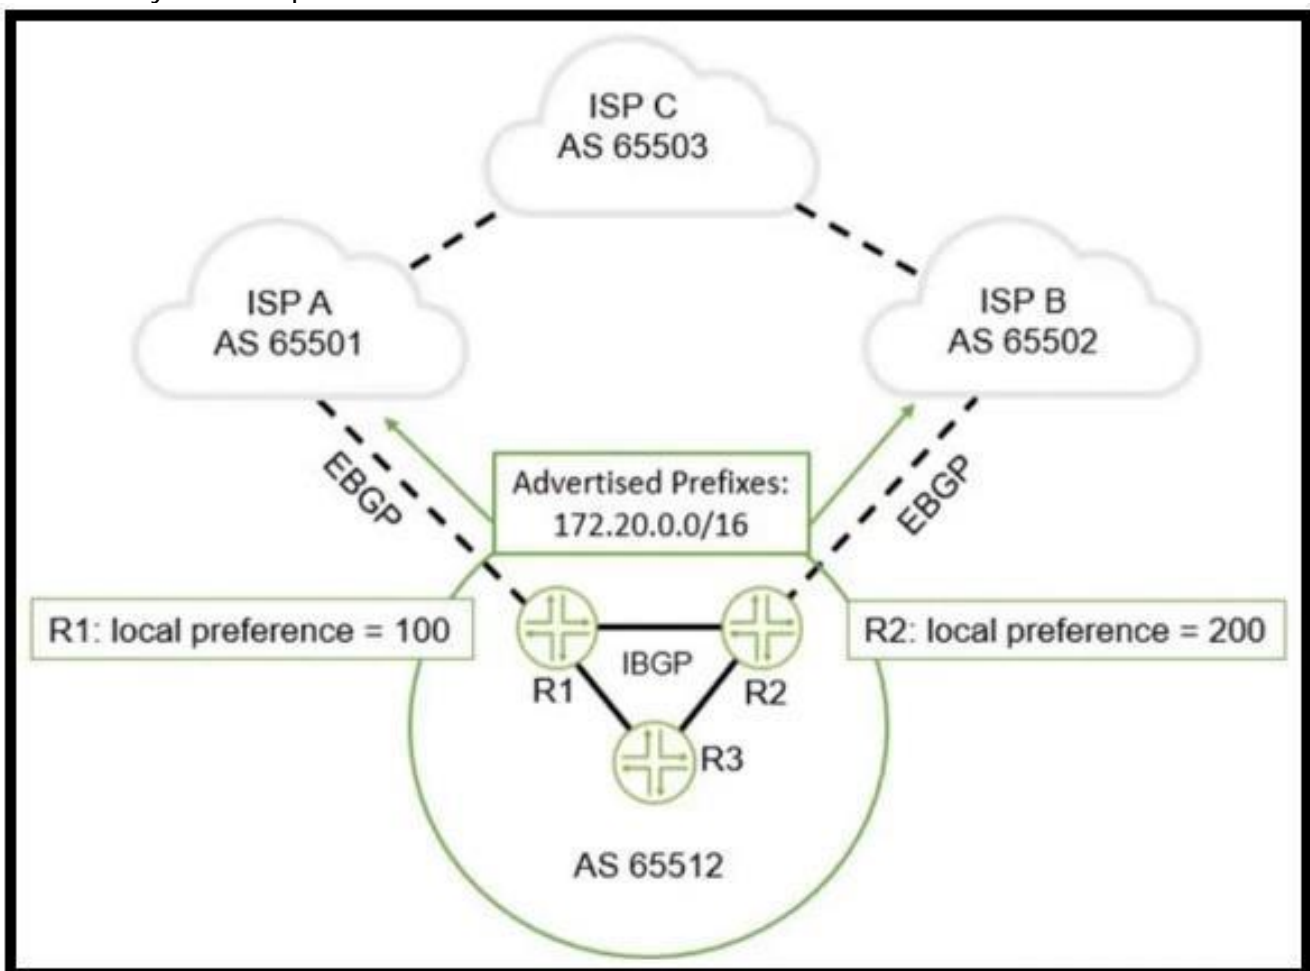 ISP C
AS 65503
ISP A
AS 65501
ISP B
AS 65502
EBGP
Advertised Prefixes:
172.20.0.0/16
EBGP
R1: local preference = 100
R2: local preference = 200
IBGP
R1
R2
R3
AS 65512